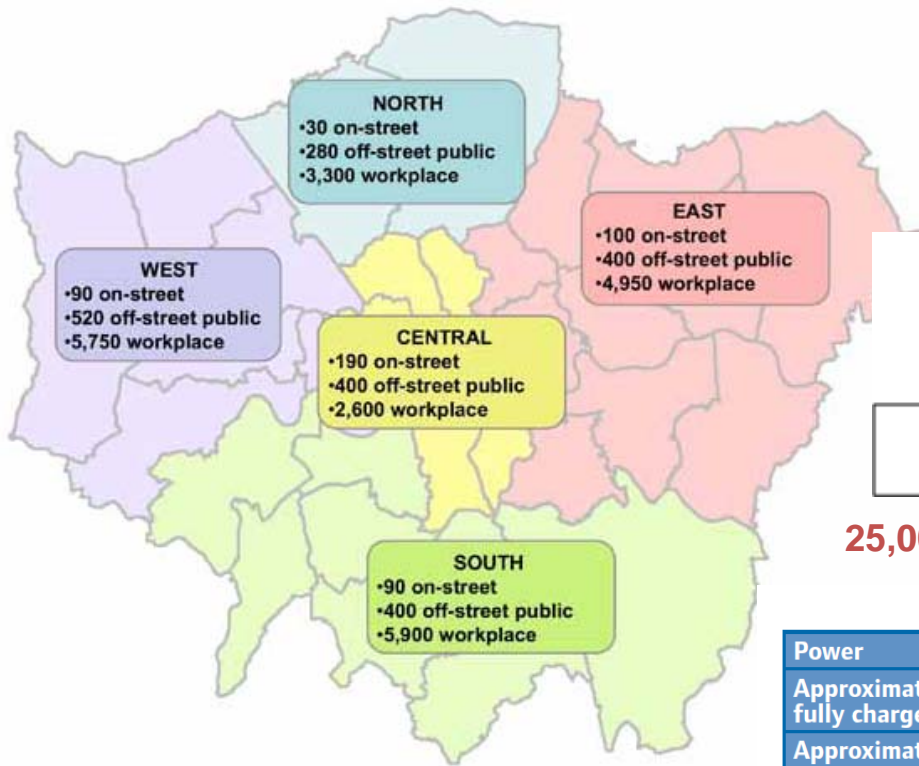 NORTH
•30 on-street
•280 off-street public
•3,300 workplace
EAST
•100 on-street
•400 off-street public
•4,950 workplace
WEST
•90 on-street
•520 off-street public
•5,750 workplace
CENTRAL
•190 on-street
•400 off-street public
•2,600 workplace
SOUTH
•90 on-street
•400 off-street public
•5,900 workplace
Power
fully charge